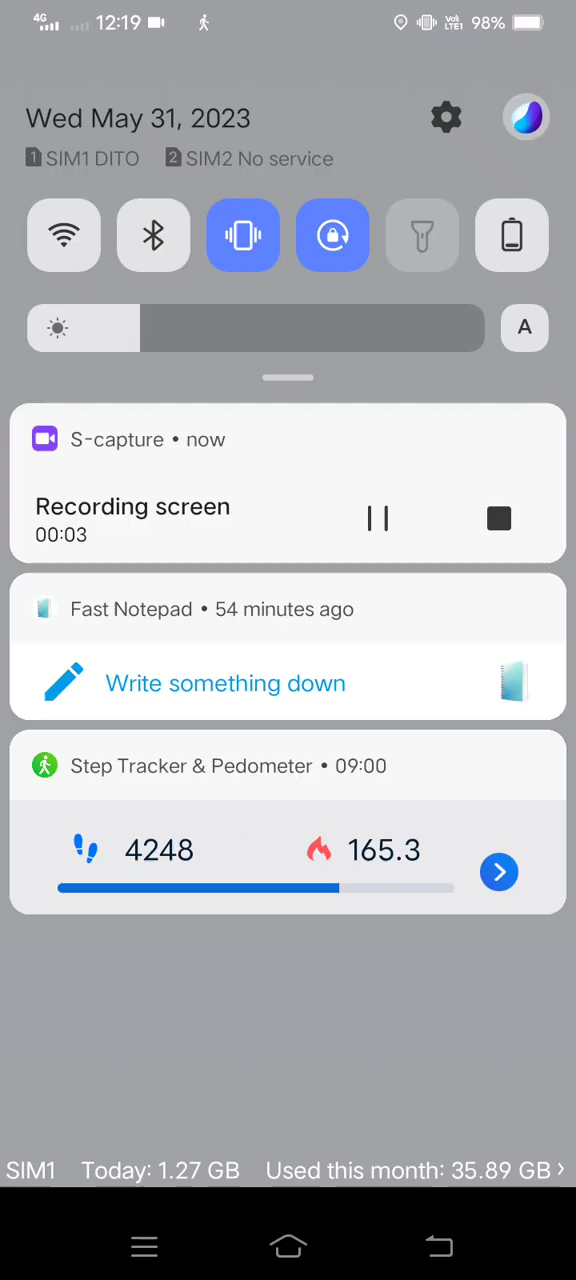 4G 12:19 VoLTE1 98%
Wed May 31, 2023
1 SIM1 DITO 2 SIM2 No service
A
S-capture • now
Recording screen
00:03
Fast Notepad • 54 minutes ago
Write something down
Step Tracker & Pedometer • 09:00
4248 165.3
SIM1 Today: 1.27 GB Used this month: 35.89 GB ›